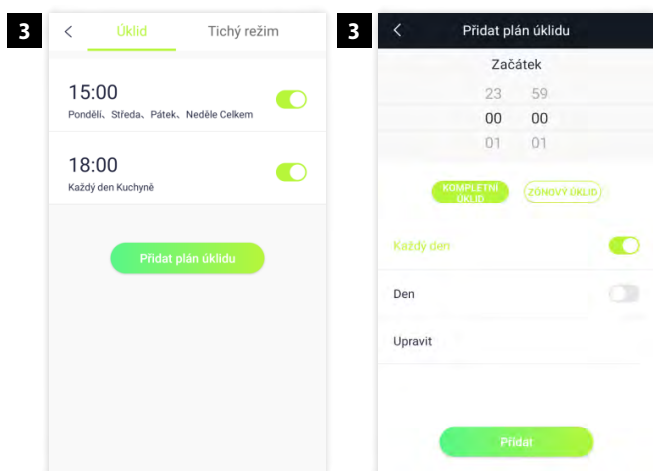 3
Úklid Tichý režim
15:00
Pondělí、Středa、Pátek、Neděle Celkem
18:00
Každý den Kuchyně
Přidat plán úklidu
3
Přidat plán úklidu
Začátek
23 59
00 00
01 01
KOMPLETNÍ
ÚKLID
ZÓNOVÝ ÚKLID
Každý den
Den
Upravit
Přidat